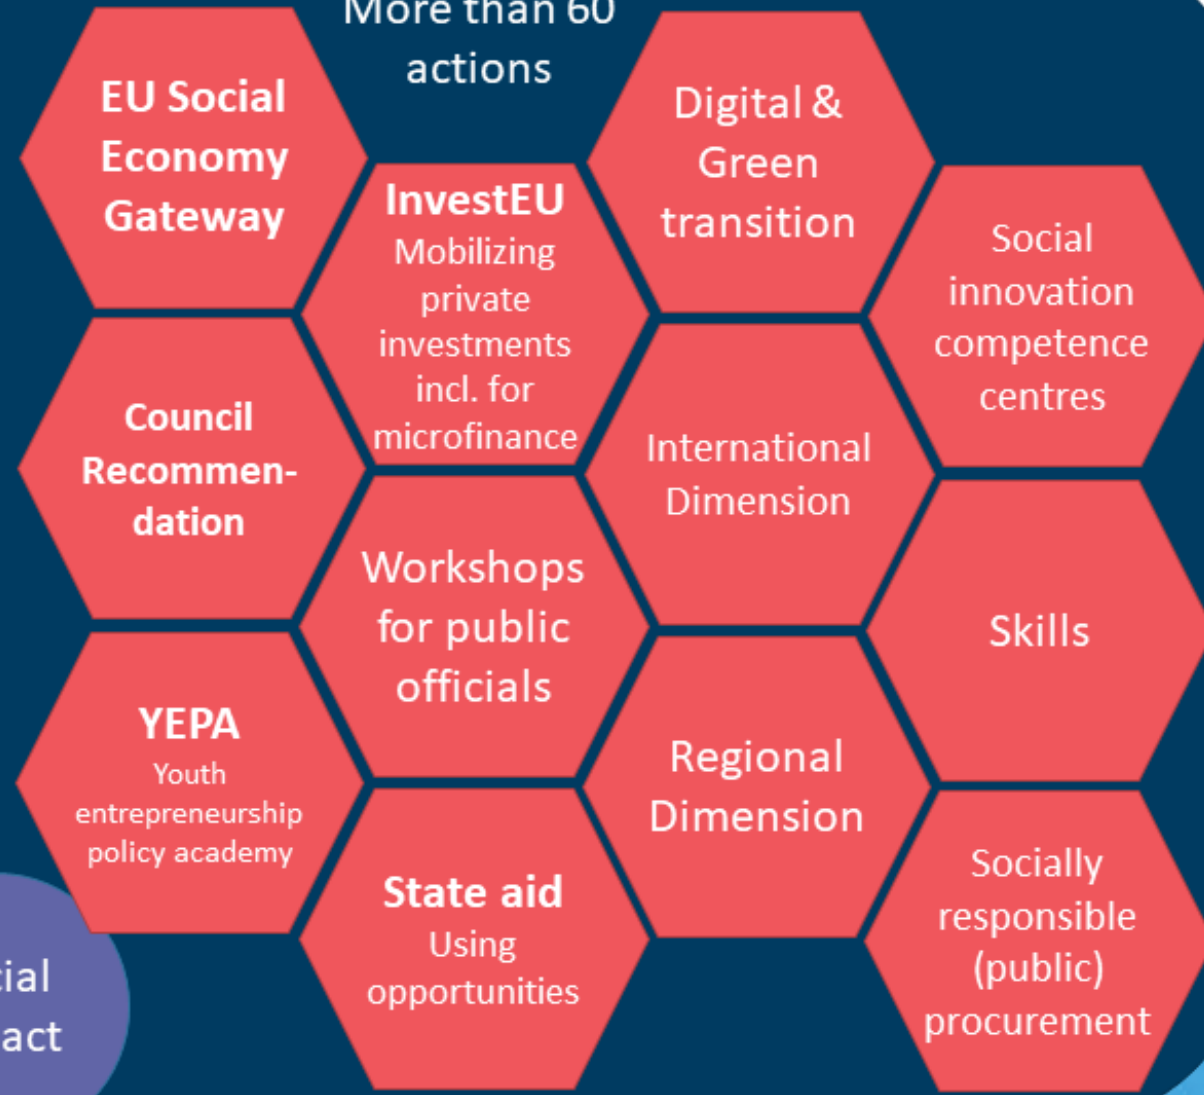 More than 60
actions
EU Social
Economy
Gateway
InvestEU
Mobilizing
private
investments
incl. for
microfinance
Digital &
Green
transition
Social
innovation
competence
centres
Council
Recommen-
dation
Workshops
for public
officials
International
Dimension
Skills
YEPA
Youth
entrepreneurship
policy academy
State aid
Using
opportunities
Regional
Dimension
Socially
responsible
(public)
procurement